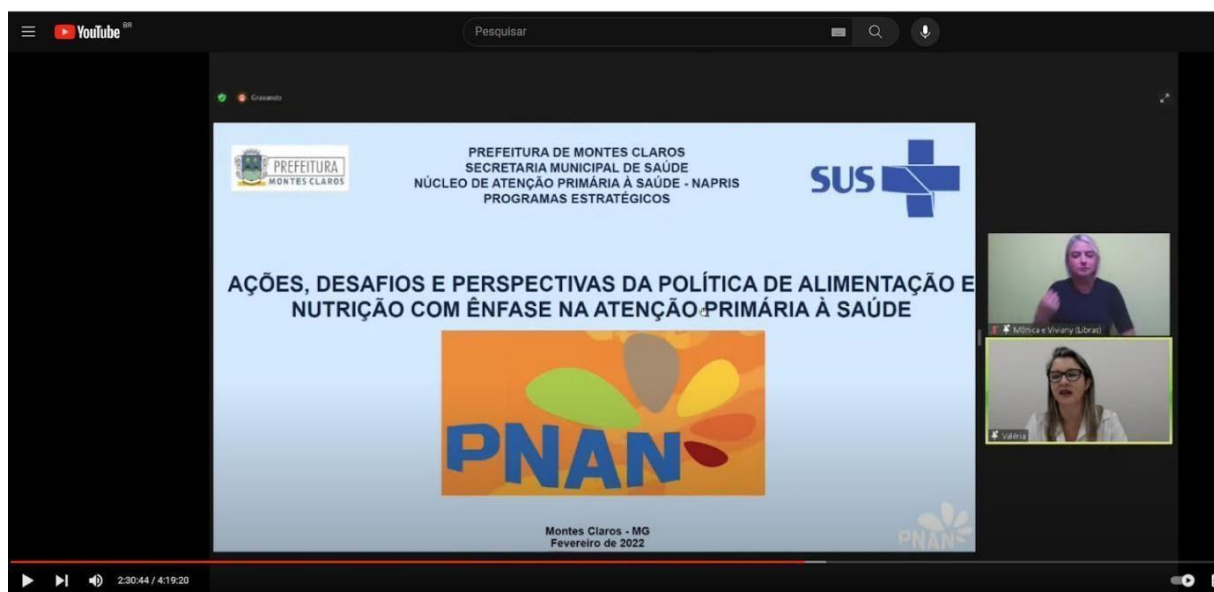 YouTube BR
Pesquisar
Gravando
PREFEITURA
MONTES CLAROS
PREFEITURA DE MONTES CLAROS
SECRETARIA MUNICIPAL DE SAÚDE
NÚCLEO DE ATENÇÃO PRIMÁRIA À SAÚDE - NAPRIS
PROGRAMAS ESTRATÉGICOS
SUS
AÇÕES, DESAFIOS E PERSPECTIVAS DA POLÍTICA DE ALIMENTAÇÃO E
NUTRIÇÃO COM ÊNFASE NA ATENÇÃO PRIMÁRIA À SAÚDE
PNAN
Mônica e Viviany (Libras)
Valéria
Montes Claros - MG
Fevereiro de 2022
PNAN
2:30:44 / 4:19:20